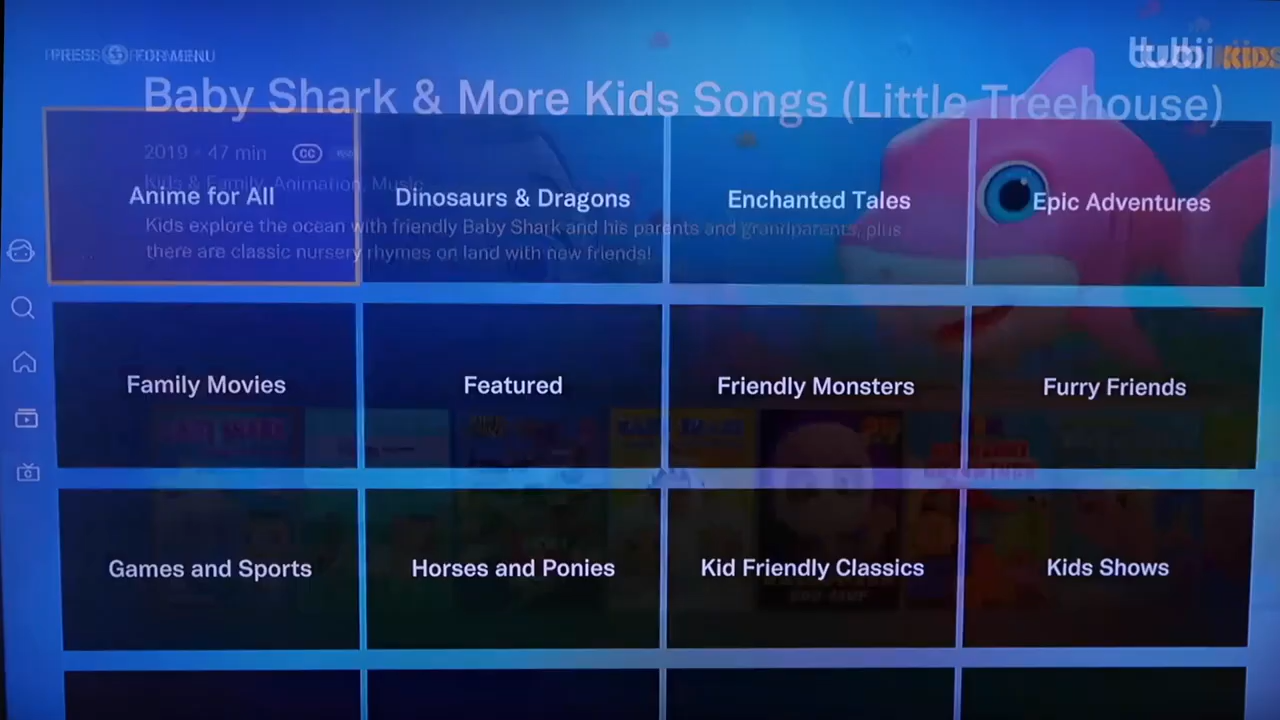 PRESS FOR MENU
tubi KIDS
Baby Shark & More Kids Songs (Little Treehouse)
2019 · 47 min CC
Kids & Family, Animation, Music
Anime for All
Dinosaurs & Dragons
Enchanted Tales
Epic Adventures
Kids explore the ocean with friendly Baby Shark and his parents and grandparents, plus
there are classic nursery rhymes on land with new friends!
Family Movies
Featured
Friendly Monsters
Furry Friends
Games and Sports
Horses and Ponies
Kid Friendly Classics
Kids Shows